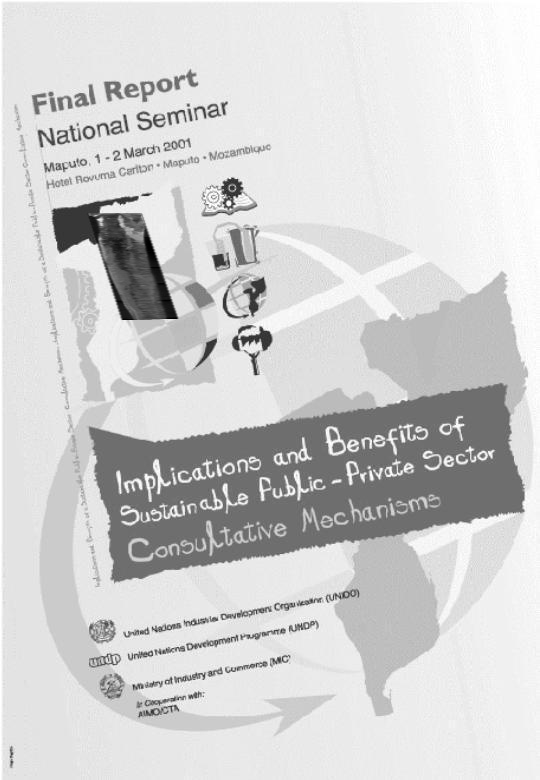 Final Report
National Seminar
Maputo, 1 - 2 March 2001
Hotel Rovuma Carlton • Maputo • Mozambique
Implications and Benefits of
Sustainable Public - Private Sector
Consultative Mechanisms
United Nations Industrial Development Organization (UNIDO)
undp United Nations Development Programme (UNDP)
Ministry of Industry and Commerce (MIC)
In Cooperation with:
AIMO/CTA